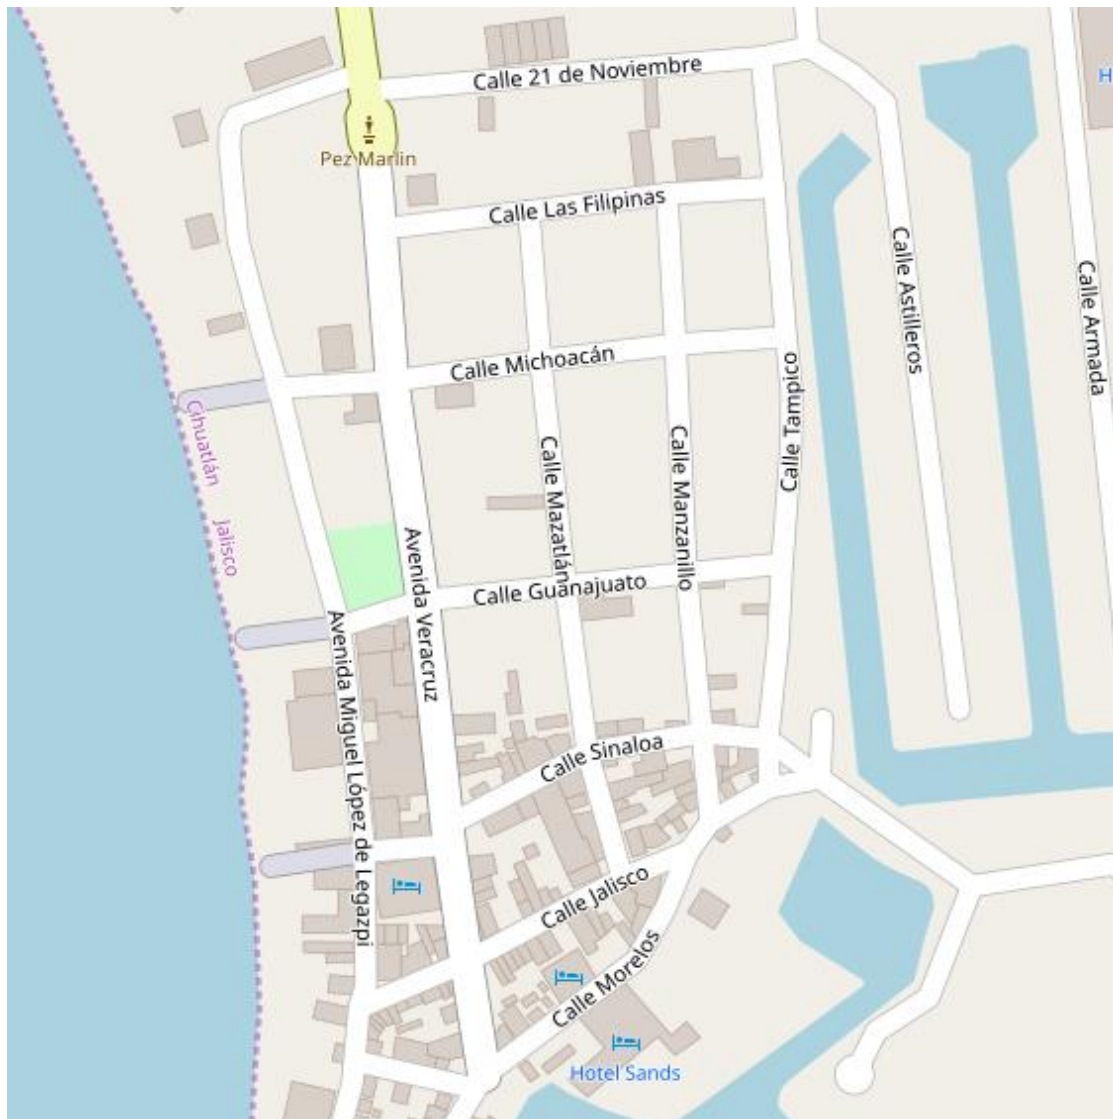 Calle 21 de Noviembre
H
Pez Marlin
Calle Las Filipinas
Calle Astilleros
Calle Armada
Calle Michoacán
Calle Tampico
Cihuatlán
Jalisco
Calle Mazatlán
Calle Manzanillo
Avenida Veracruz
Calle Guanajuato
Avenida Miguel López de Legazpi
Calle Sinaloa
Calle Jalisco
Calle Morelos
Hotel Sands